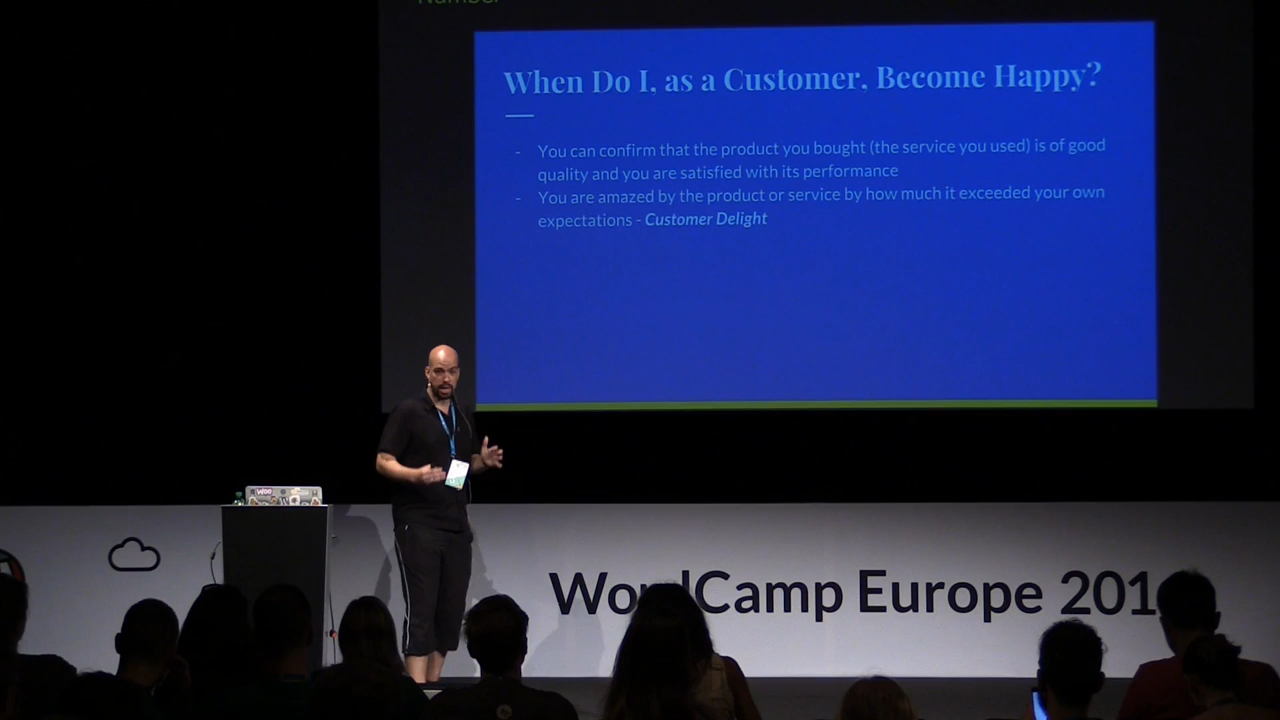 Number
When Do I, as a Customer, Become Happy?
- You can confirm that the product you bought (the service you used) is of good
quality and you are satisfied with its performance
- You are amazed by the product or service by how much it exceeded your own
expectations - Customer Delight
Woo
WordCamp Europe 201